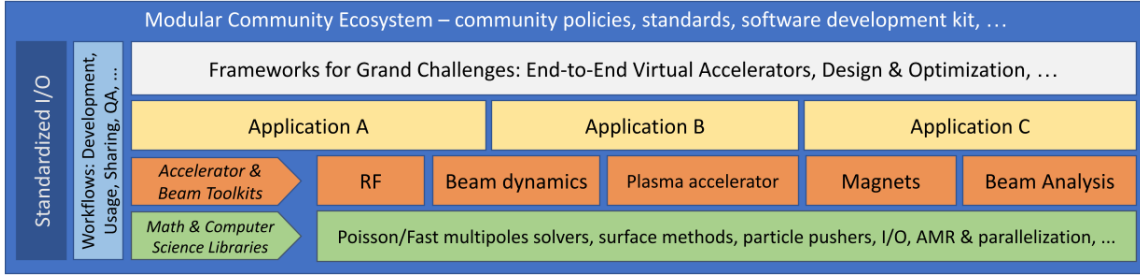 Modular Community Ecosystem – community policies, standards, software development kit, …
Standardized I/O
Workflows: Development,
Usage, Sharing, QA, ...
Frameworks for Grand Challenges: End-to-End Virtual Accelerators, Design & Optimization, …
Application A
Application B
Application C
Accelerator &
Beam Toolkits
RF
Beam dynamics
Plasma accelerator
Magnets
Beam Analysis
Math & Computer
Science Libraries
Poisson/Fast multipoles solvers, surface methods, particle pushers, I/O, AMR & parallelization, ...